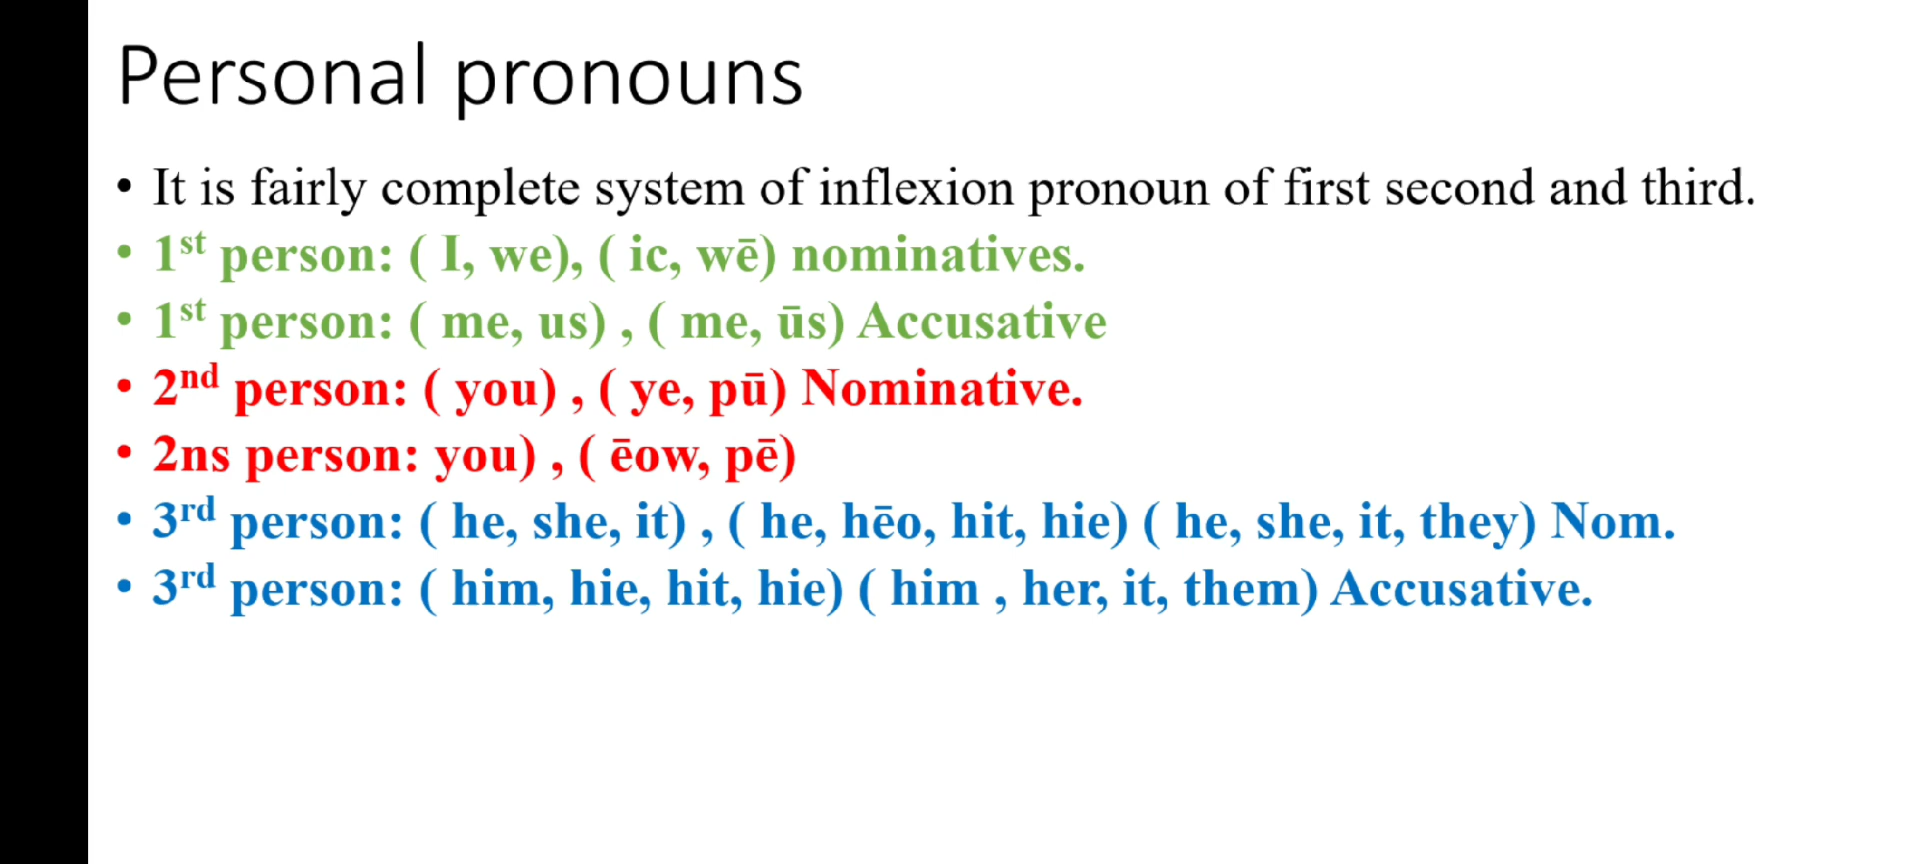 Personal pronouns
• It is fairly complete system of inflexion pronoun of first second and third.
• 1st person: ( I, we), ( ic, wē) nominatives.
• 1st person: ( me, us) , ( me, ūs) Accusative
• 2nd person: ( you) , ( ye, pū) Nominative.
• 2ns person: you) , ( ēow, pē)
• 3rd person: ( he, she, it) , ( he, hēo, hit, hie) ( he, she, it, they) Nom.
• 3rd person: ( him, hie, hit, hie) ( him , her, it, them) Accusative.